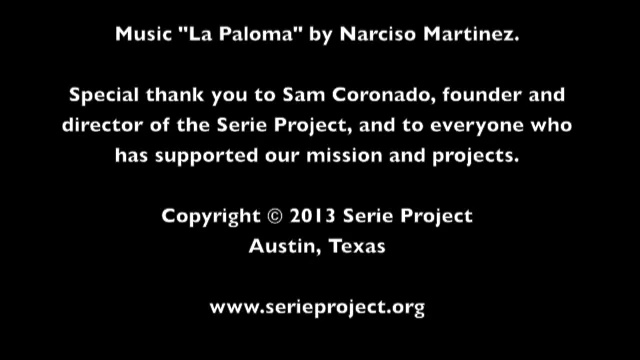 Music "La Paloma" by Narciso Martinez.
Special thank you to Sam Coronado, founder and
director of the Serie Project, and to everyone who
has supported our mission and projects.
Copyright © 2013 Serie Project
Austin, Texas
www.serieproject.org